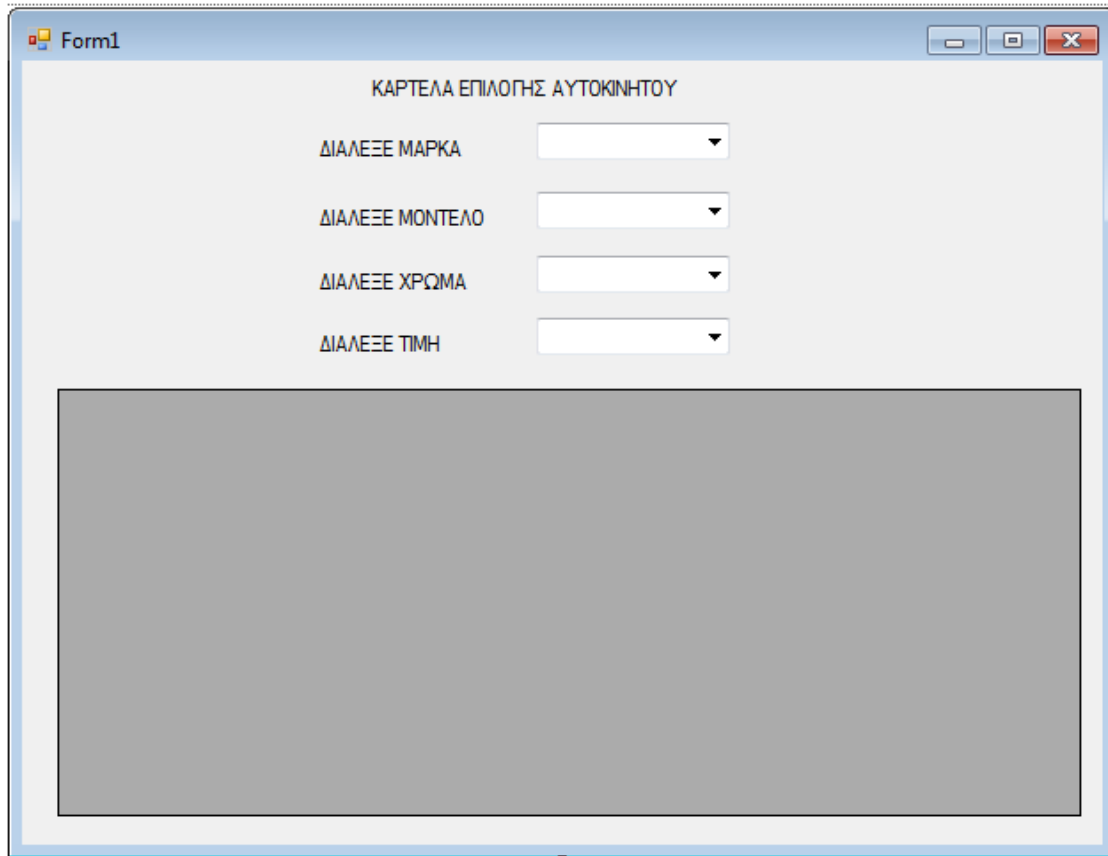 Form1
ΚΑΡΤΕΛΑ ΕΠΙΛΟΓΗΣ ΑΥΤΟΚΙΝΗΤΟΥ
ΔΙΑΛΕΞΕ ΜΑΡΚΑ
ΔΙΑΛΕΞΕ ΜΟΝΤΕΛΟ
ΔΙΑΛΕΞΕ ΧΡΩΜΑ
ΔΙΑΛΕΞΕ ΤΙΜΗ